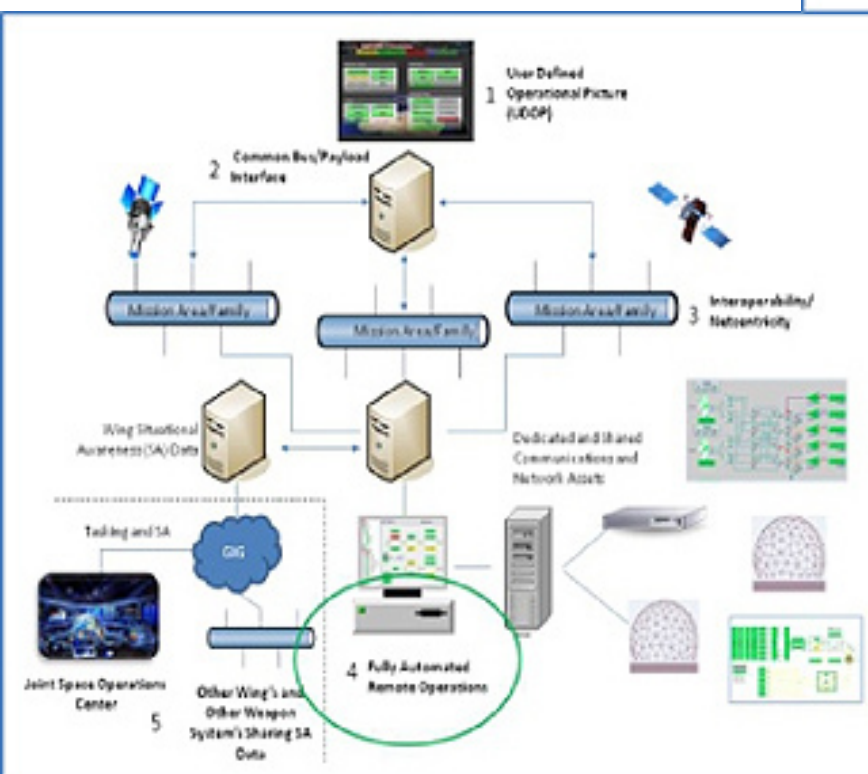 1
User Defined
Operational Picture
(UDOP)
2
Common Bus/Payload
Interface
Mission Area/Family
Mission Area/Family
Mission Area/Family
3
Interoperability/
Netcentricity
Wing Situational
Awareness (SA) Data
Dedicated and Shared
Communications and
Network Assets
Tasking and SA
GIG
4
Fully Automated
Remote Operations
Joint Space Operations
Center
5
Other Wing's and
Other Weapon
System's Sharing SA
Data